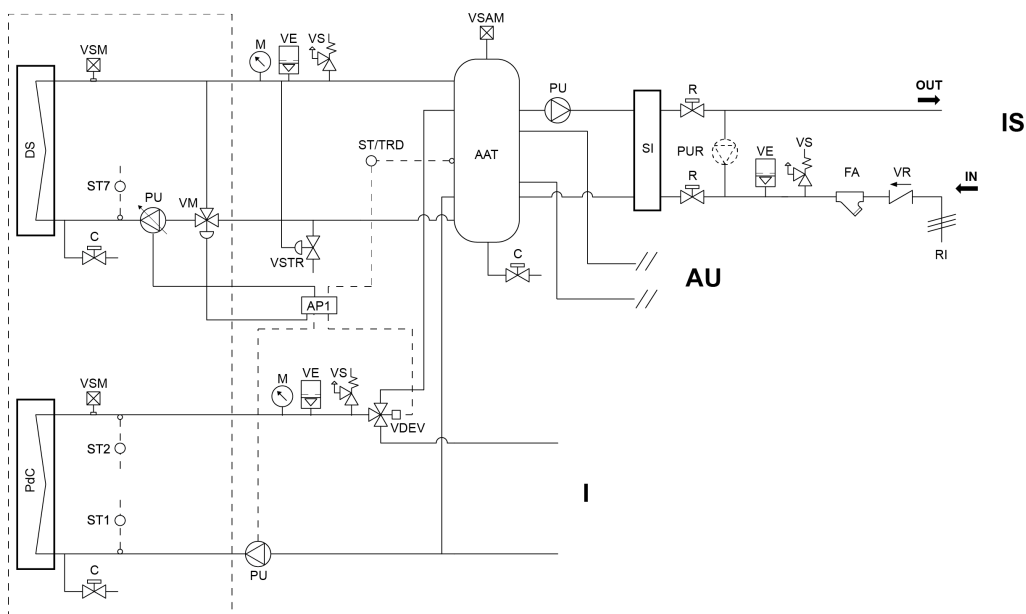 VSAM
VSM
M
VE
VS
PU
R
OUT
IS
DS
ST/TRD
AAT
SI
PUR
VE
VS
FA
VR
IN
ST7
PU
VM
R
C
VSTR
C
RI
AU
AP1
VSM
M
VE
VS
VDEV
ST2
PdC
I
ST1
C
PU